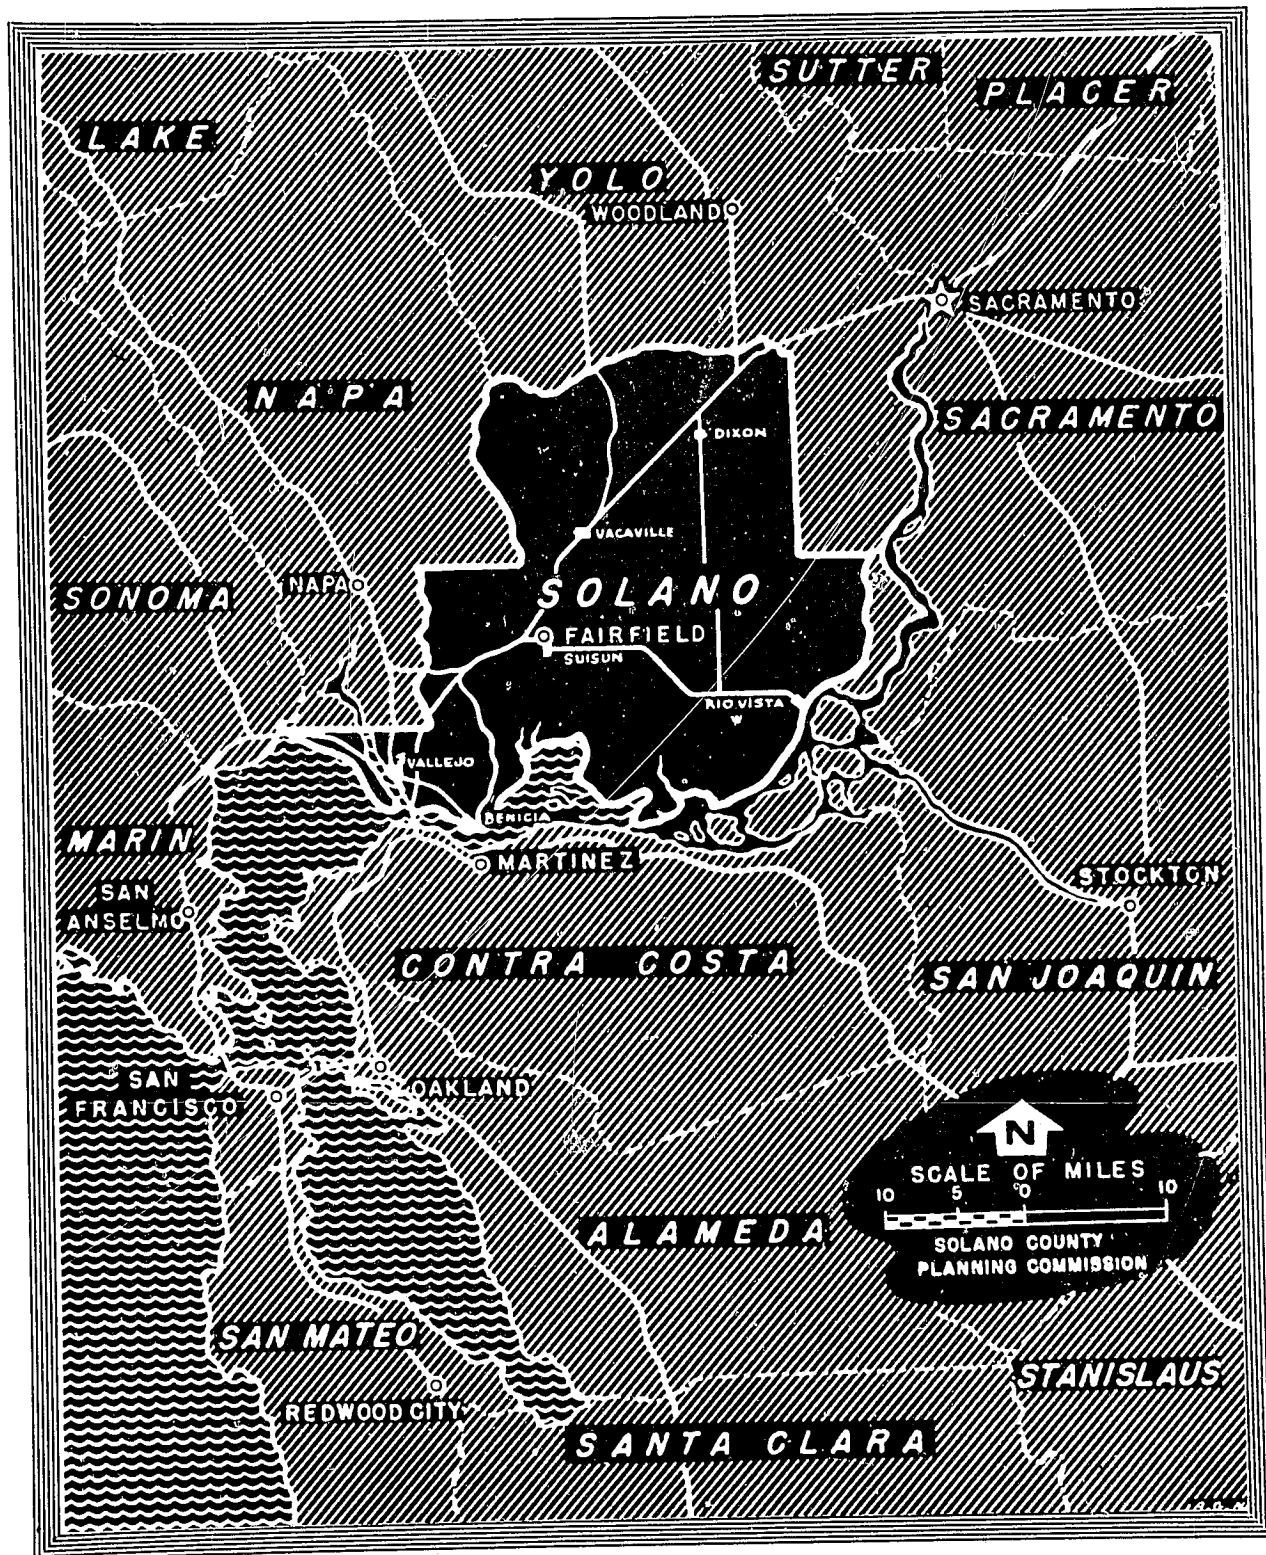 SUTTER
PLACER
LAKE
YOLO
WOODLAND
SACRAMENTO
NAPA
SACRAMENTO
DIXON
VACAVILLE
NAPA
SONOMA
SOLANO
FAIRFIELD
SUISUN
RIO VISTA
VALLEJO
BENICIA
MARIN
MARTINEZ
STOCKTON
SAN
ANSELMO
CONTRA COSTA
SAN JOAQUIN
SAN
FRANCISCO
OAKLAND
N
SCALE OF MILES
10 5 0 10
SOLANO COUNTY
PLANNING COMMISSION
ALAMEDA
SAN MATEO
STANISLAUS
REDWOOD CITY
SANTA CLARA